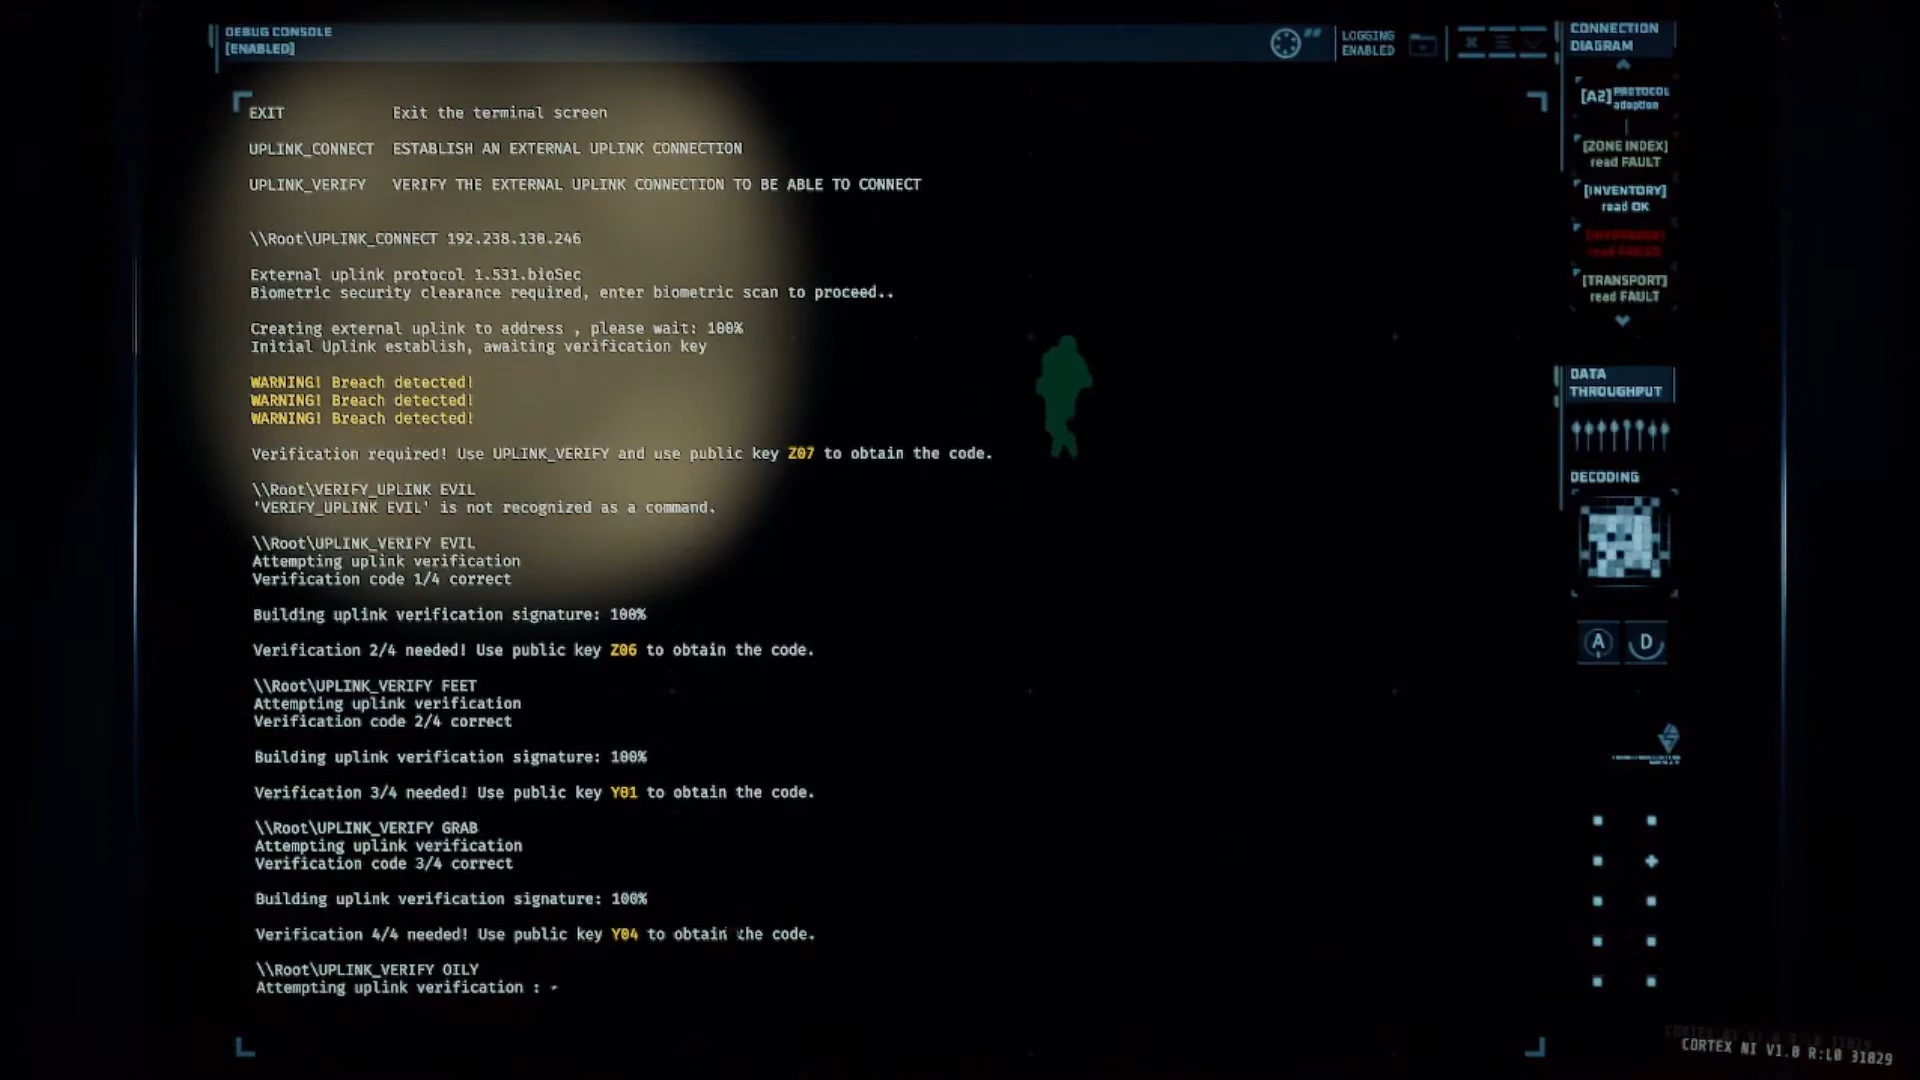 DEBUG CONSOLE
[ENABLED]
LOGGING
ENABLED
EXIT Exit the terminal screen
UPLINK_CONNECT ESTABLISH AN EXTERNAL UPLINK CONNECTION
UPLINK_VERIFY VERIFY THE EXTERNAL UPLINK CONNECTION TO BE ABLE TO CONNECT
\\Root\UPLINK_CONNECT 192.238.130.246
External uplink protocol 1.531.bioSec
Biometric security clearance required, enter biometric scan to proceed..
Creating external uplink to address , please wait: 100%
Initial Uplink establish, awaiting verification key
WARNING! Breach detected!
WARNING! Breach detected!
WARNING! Breach detected!
Verification required! Use UPLINK_VERIFY and use public key Z07 to obtain the code.
\\Root\VERIFY_UPLINK EVIL
'VERIFY_UPLINK EVIL' is not recognized as a command.
\\Root\UPLINK_VERIFY EVIL
Attempting uplink verification
Verification code 1/4 correct
Building uplink verification signature: 100%
Verification 2/4 needed! Use public key Z06 to obtain the code.
\\Root\UPLINK_VERIFY FEET
Attempting uplink verification
Verification code 2/4 correct
Building uplink verification signature: 100%
Verification 3/4 needed! Use public key Y01 to obtain the code.
\\Root\UPLINK_VERIFY GRAB
Attempting uplink verification
Verification code 3/4 correct
Building uplink verification signature: 100%
Verification 4/4 needed! Use public key Y04 to obtain the code.
\\Root\UPLINK_VERIFY OILY
Attempting uplink verification : -
CONNECTION
DIAGRAM
[A2] PROTOCOL
adaption
[ZONE INDEX]
read FAULT
[INVENTORY]
read OK
read FAILED
[TRANSPORT]
read FAULT
DATA
THROUGHPUT
DECODING
A D
CORTEX NI V1.0 R:L0 31829